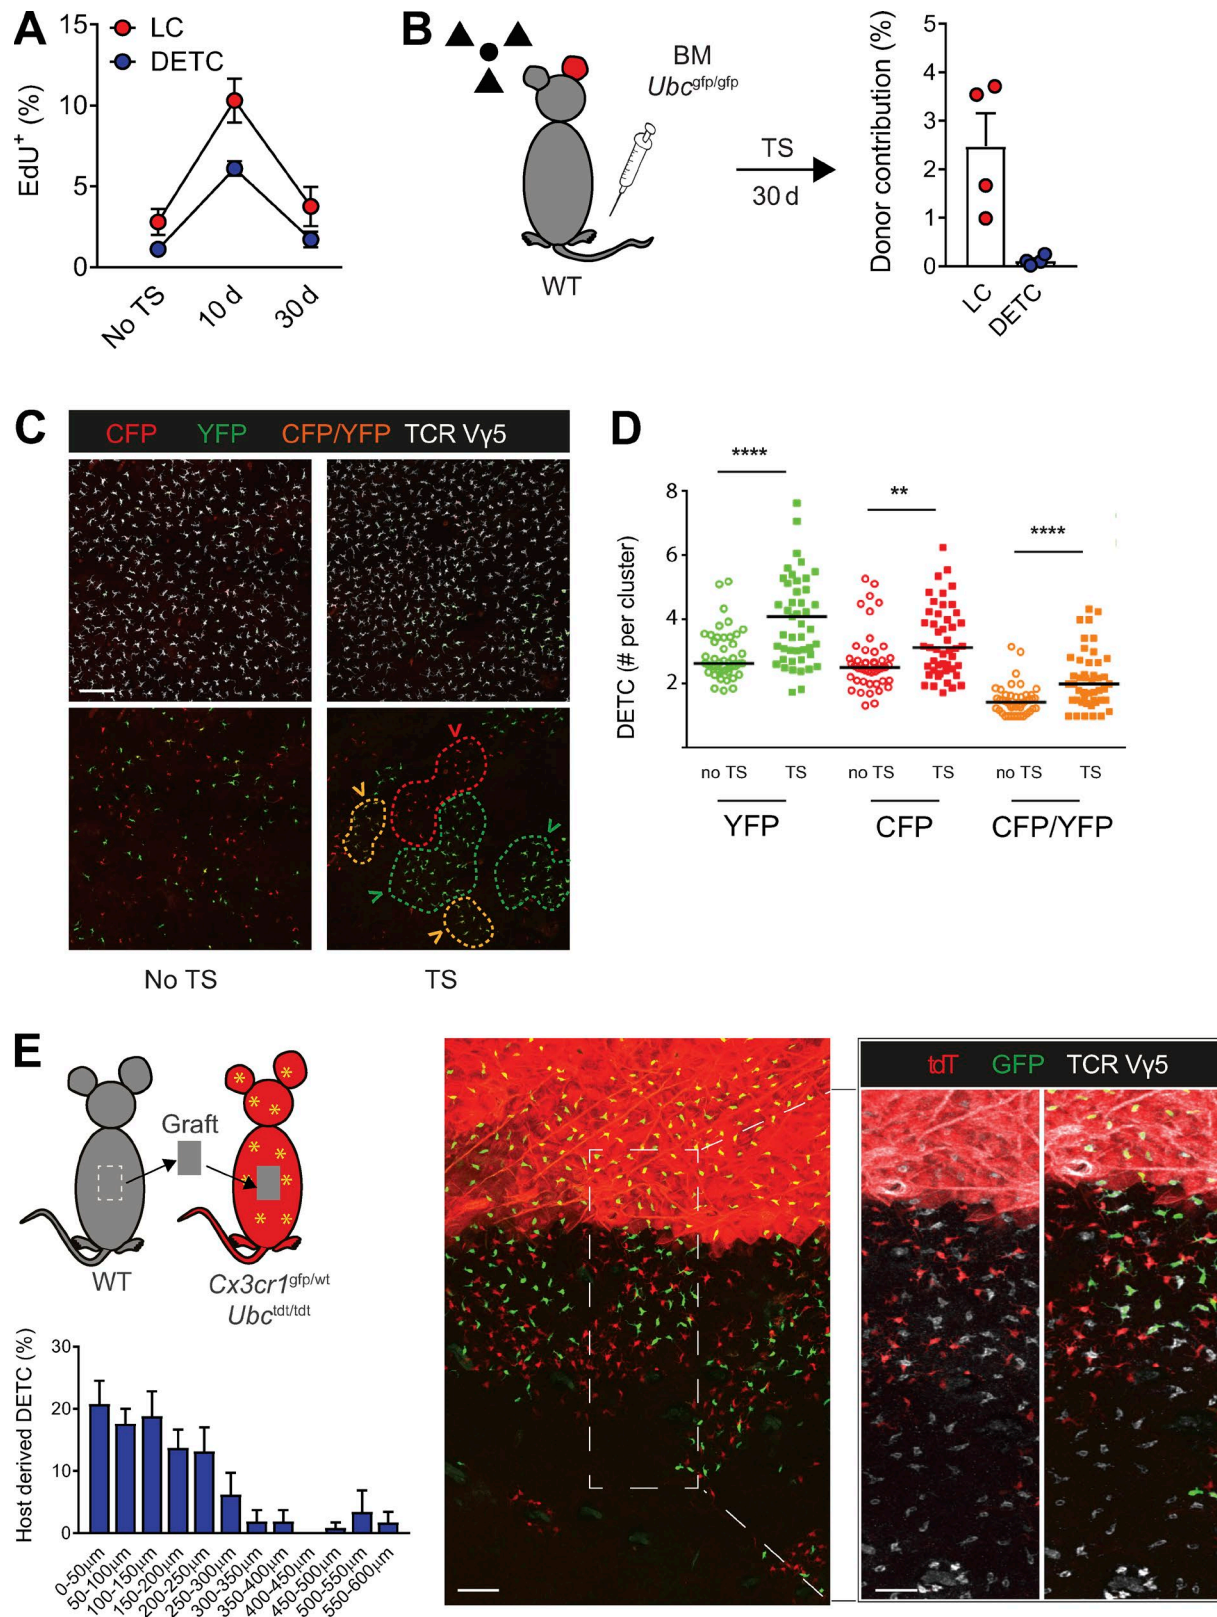 A
15
10
5
0
EdU⁺ (%)
LC
DETC
No TS
10 d
30 d
B
BM
Ubcgfp/gfp
WT
TS
30 d
Donor contribution (%)
5
4
3
2
1
0
LC
DETC
C
CFP YFP CFP/YFP TCR Vγ5
No TS TS
D
DETC (# per cluster)
8
6
4
2
****
**
****
no TS TS no TS TS no TS TS
YFP CFP CFP/YFP
E
Graft
WT
Cx3cr1gfp/wt
Ubctdt/tdt
Host derived DETC (%)
30
20
10
0
0-50μm
50-100μm
100-150μm
150-200μm
200-250μm
250-300μm
300-350μm
350-400μm
400-450μm
450-500μm
500-550μm
550-600μm
tdT GFP TCR Vγ5